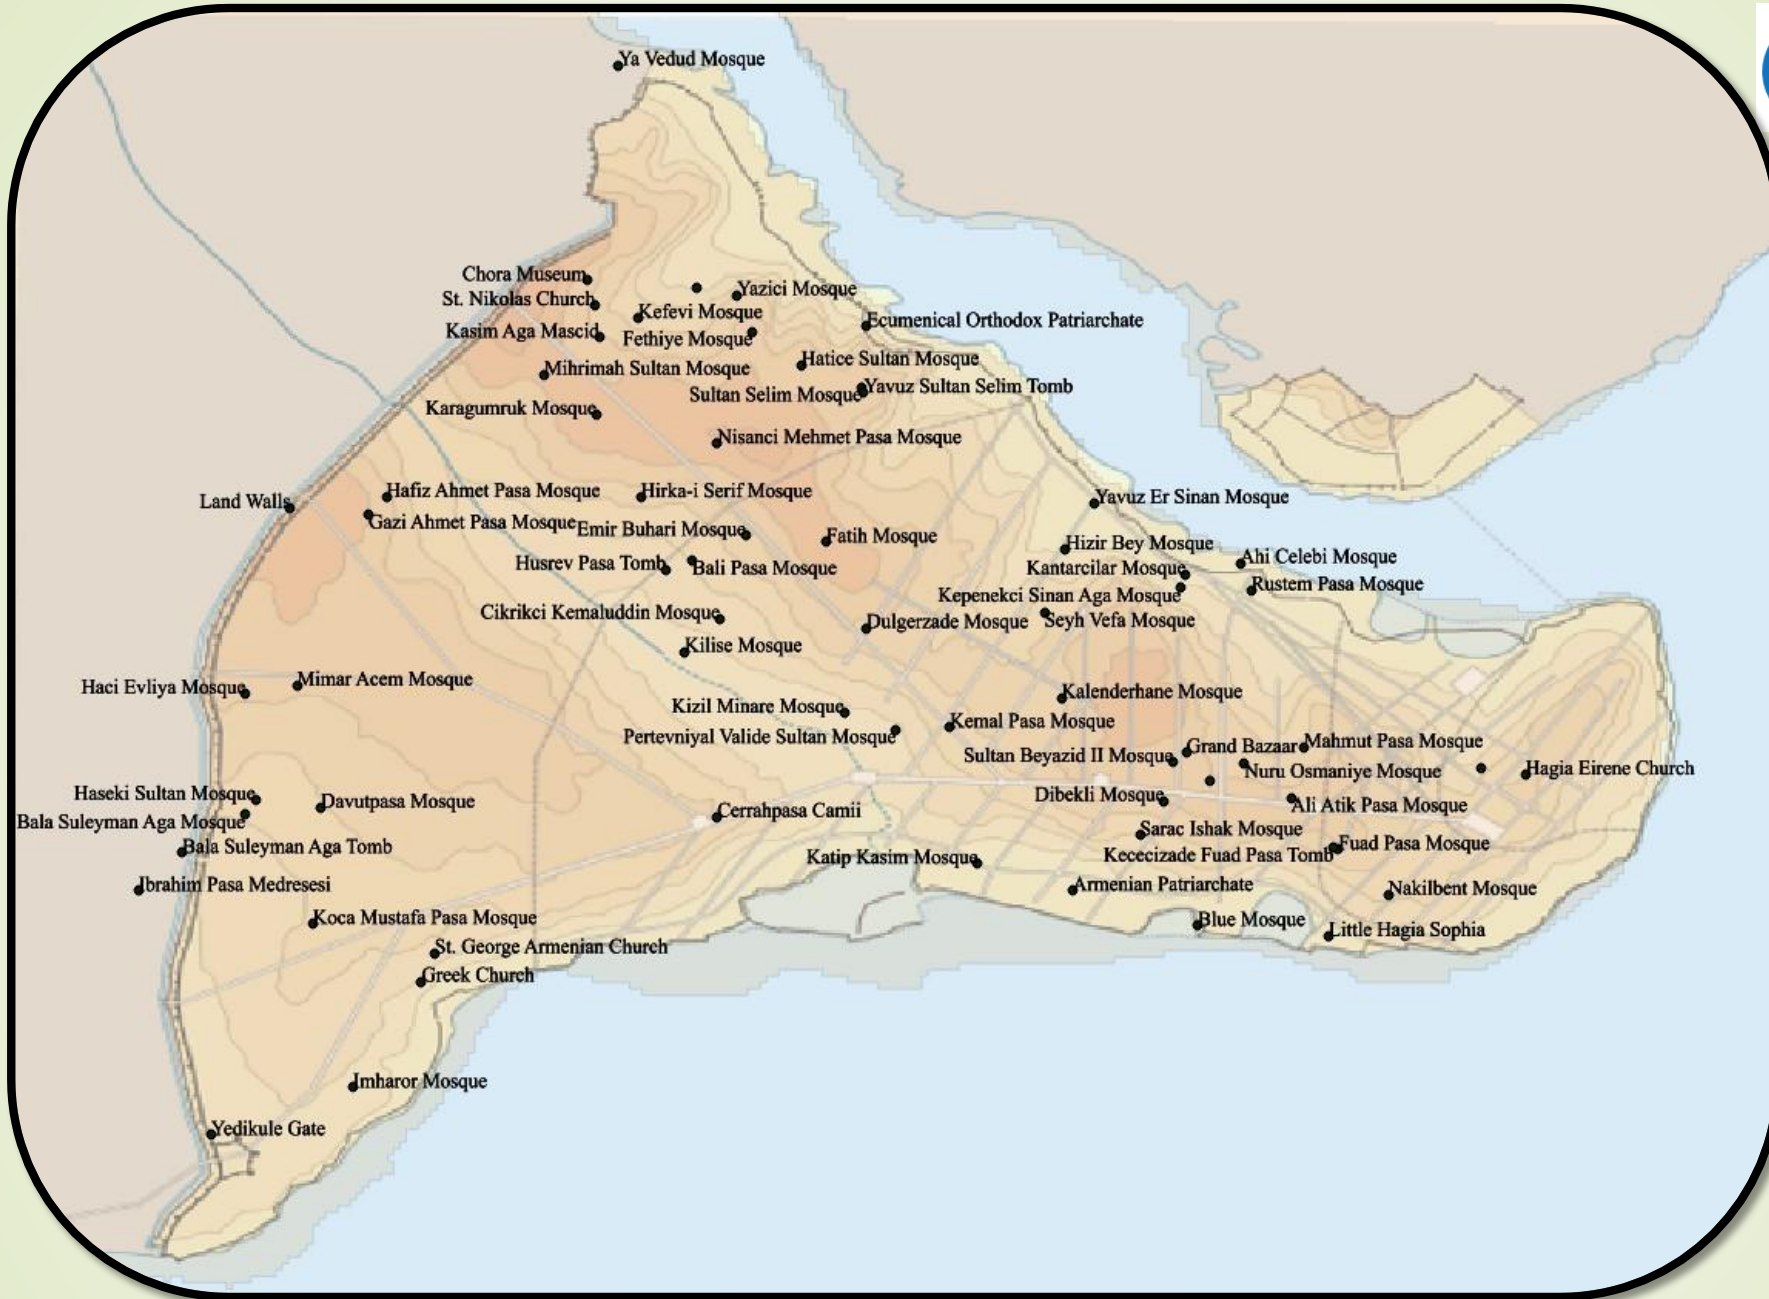 Ya Vedud Mosque
Chora Museum
Yazici Mosque
St. Nikolas Church
Kefevi Mosque
Ecumenical Orthodox Patriarchate
Kasim Aga Mascid
Fethiye Mosque
Hatice Sultan Mosque
Mihrimah Sultan Mosque
Yavuz Sultan Selim Tomb
Sultan Selim Mosque
Karagumruk Mosque
Nisanci Mehmet Pasa Mosque
Hafiz Ahmet Pasa Mosque
Hirka-i Serif Mosque
Yavuz Er Sinan Mosque
Land Walls
Gazi Ahmet Pasa Mosque
Emir Buhari Mosque
Fatih Mosque
Hizir Bey Mosque
Ahi Celebi Mosque
Husrev Pasa Tomb
Bali Pasa Mosque
Kantarcilar Mosque
Rustem Pasa Mosque
Kepenekci Sinan Aga Mosque
Cikrikci Kemaluddin Mosque
Dulgerzade Mosque
Seyh Vefa Mosque
Kilise Mosque
Haci Evliya Mosque
Mimar Acem Mosque
Kalenderhane Mosque
Kizil Minare Mosque
Kemal Pasa Mosque
Pertevniyal Valide Sultan Mosque
Sultan Beyazid II Mosque
Grand Bazaar
Mahmut Pasa Mosque
Nuru Osmaniye Mosque
Hagia Eirene Church
Haseki Sultan Mosque
Davutpasa Mosque
Dibekli Mosque
Ali Atik Pasa Mosque
Bala Suleyman Aga Mosque
Cerrahpasa Camii
Sarac Ishak Mosque
Bala Suleyman Aga Tomb
Fuad Pasa Mosque
Katip Kasim Mosque
Kececizade Fuad Pasa Tomb
Ibrahim Pasa Medresesi
Armenian Patriarchate
Nakilbent Mosque
Koca Mustafa Pasa Mosque
Blue Mosque
Little Hagia Sophia
St. George Armenian Church
Greek Church
Imharor Mosque
Yedikule Gate